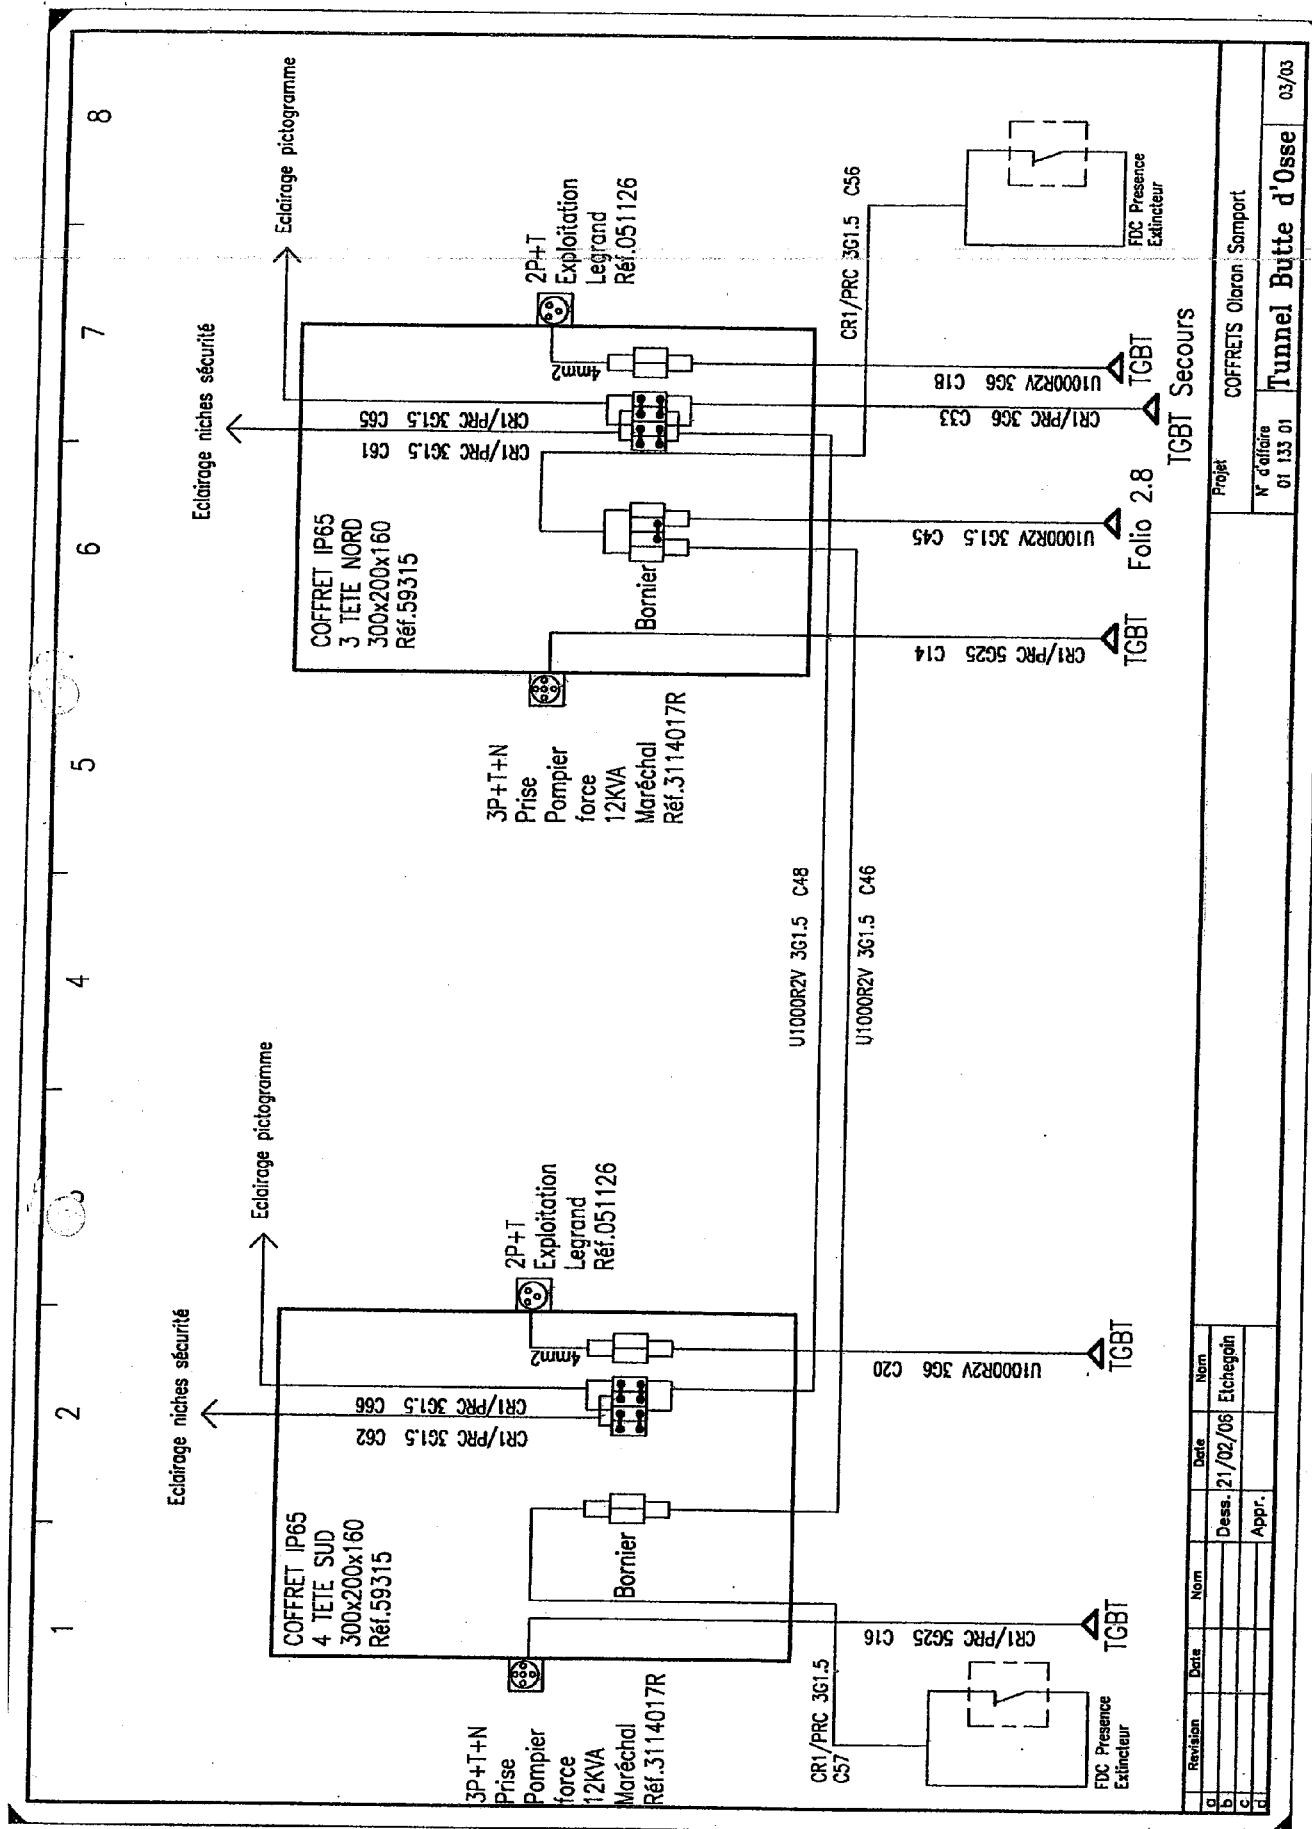 1
2
3
4
5
6
7
8
Eclairage niches sécurité
Eclairage pictogramme
COFFRET IP65
4 TETE SUD
300x200x160
Réf.59315
C62 CR1/PRC 3G1.5
C66 CR1/PRC 3G1.5
4mm2
2P+T
Exploitation
Legrand
Réf.051126
3P+T+N
Prise
Pompier
force
12KVA
Maréchal
Réf.3114017R
Bornier
CR1/PRC 3G1.5
C57
FDC Presence
Extincteur
CR1/PRC 5G25 C16
TGBT
U1000R2V 3G6 C20
TGBT
U1000R2V 3G1.5 C48
U1000R2V 3G1.5 C46
Eclairage niches sécurité
Eclairage pictogramme
COFFRET IP65
3 TETE NORD
300x200x160
Réf.59315
CR1/PRC 3G1.5 C61
CR1/PRC 3G1.5 C65
4mm2
2P+T
Exploitation
Legrand
Réf.051126
3P+T+N
Prise
Pompier
force
12KVA
Maréchal
Réf.3114017R
Bornier
CR1/PRC 5G25 C14
TGBT
U1000R2V 3G1.5 C45
Folio 2.8
CR1/PRC 3G6 C33
TGBT Secours
U1000R2V 3G6 C18
TGBT
CR1/PRC 3G1.5 C56
FDC Presence
Extincteur
Revision Date Nom Date Nom
a
b Dess. 21/02/06 Etchegoin
c
d Appr.
Projet
COFFRETS Oloron Somport
N° d'affaire
01 133 01
Tunnel Butte d'Osse
03/03